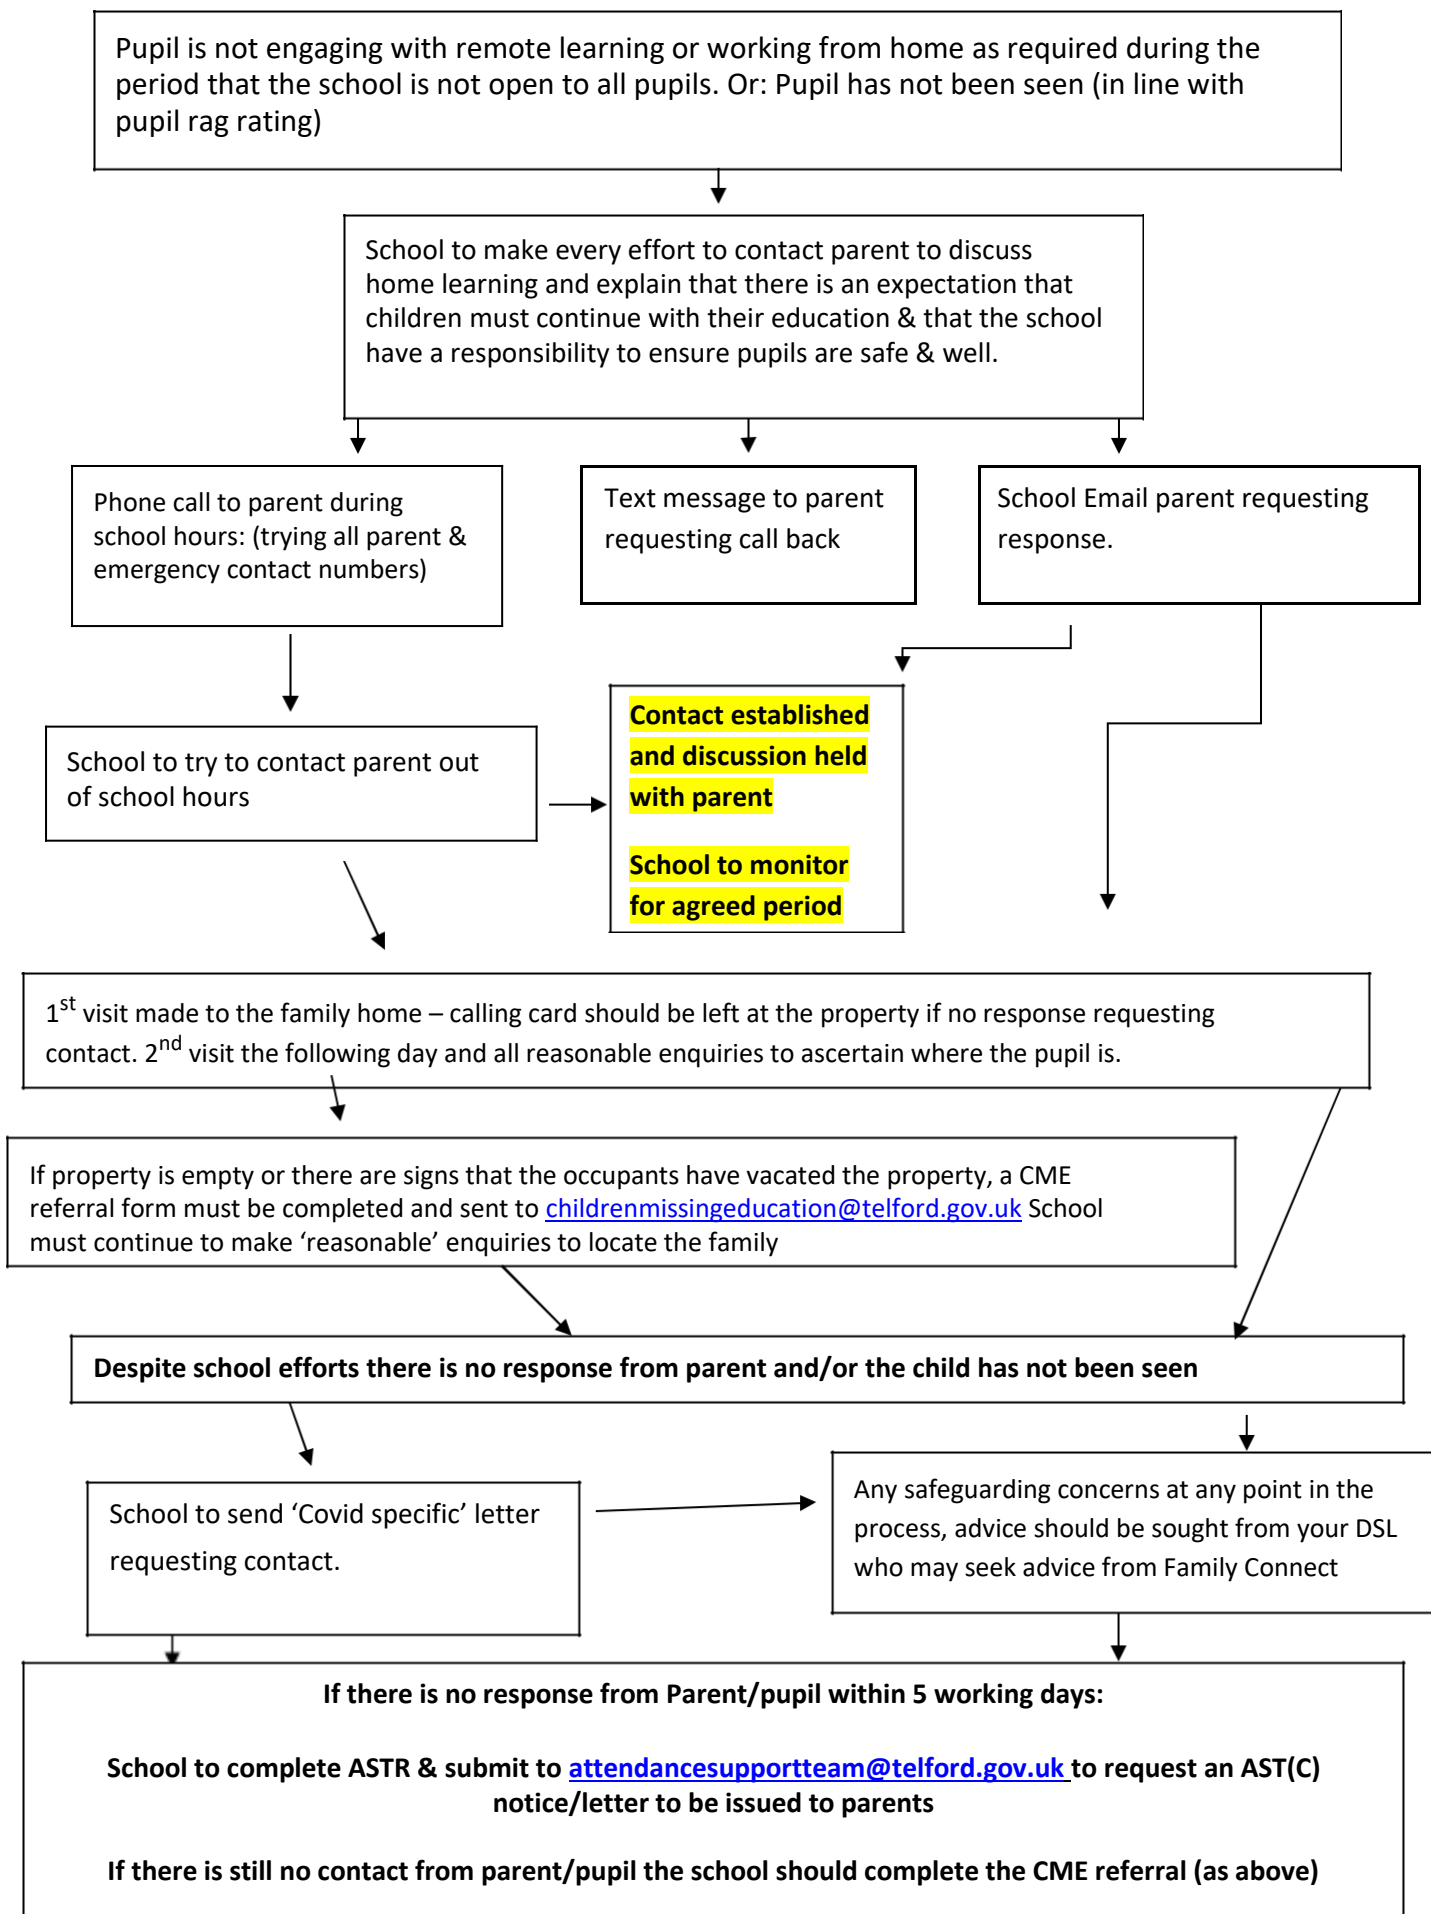 Pupil is not engaging with remote learning or working from home as required during the
period that the school is not open to all pupils. Or: Pupil has not been seen (in line with
pupil rag rating)
School to make every effort to contact parent to discuss
home learning and explain that there is an expectation that
children must continue with their education & that the school
have a responsibility to ensure pupils are safe & well.
Phone call to parent during
school hours: (trying all parent &
emergency contact numbers)
Text message to parent
requesting call back
School Email parent requesting
response.
School to try to contact parent out
of school hours
Contact established
and discussion held
with parent
School to monitor
for agreed period
1st visit made to the family home – calling card should be left at the property if no response requesting
contact. 2nd visit the following day and all reasonable enquiries to ascertain where the pupil is.
If property is empty or there are signs that the occupants have vacated the property, a CME
referral form must be completed and sent to childrenmissingeducation@telford.gov.uk School
must continue to make ‘reasonable’ enquiries to locate the family
Despite school efforts there is no response from parent and/or the child has not been seen
School to send ‘Covid specific’ letter
requesting contact.
Any safeguarding concerns at any point in the
process, advice should be sought from your DSL
who may seek advice from Family Connect
If there is no response from Parent/pupil within 5 working days:
School to complete ASTR & submit to attendancesupportteam@telford.gov.uk to request an AST(C)
notice/letter to be issued to parents
If there is still no contact from parent/pupil the school should complete the CME referral (as above)